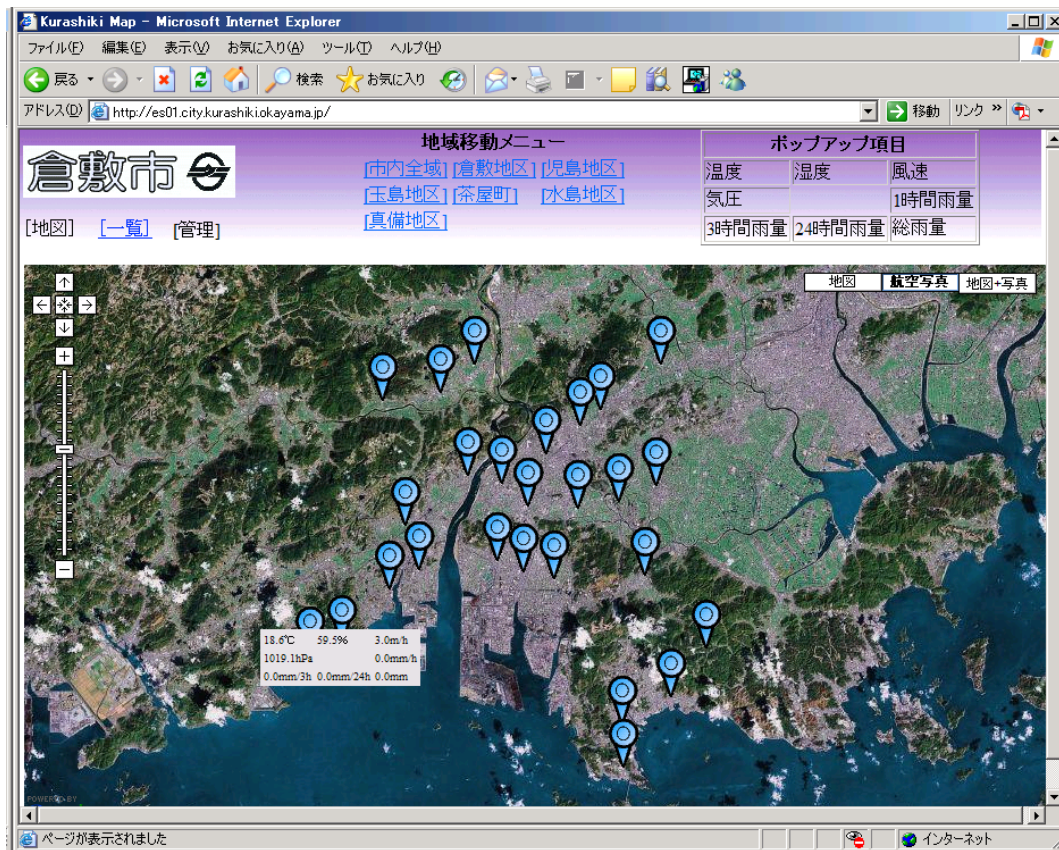 Kurashiki Map - Microsoft Internet Explorer
ファイル(F) 編集(E) 表示(V) お気に入り(A) ツール(T) ヘルプ(H)
戻る 検索 お気に入り
アドレス(D) http://es01.city.kurashiki.okayama.jp/ 移動 リンク »
倉敷市
[地図] [一覧] [管理]
地域移動メニュー
[市内全域] [倉敷地区] [児島地区]
[玉島地区] [茶屋町] [水島地区]
[真備地区]
ポップアップ項目
温度 湿度 風速
気圧 1時間雨量
3時間雨量 24時間雨量 総雨量
地図 航空写真 地図+写真
18.6℃ 59.5% 3.0m/h
1019.1hPa 0.0mm/h
0.0mm/3h 0.0mm/24h 0.0mm
POWERED BY
ページが表示されました インターネット